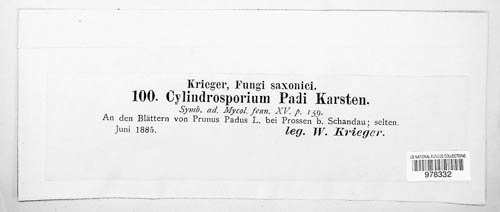 Krieger, Fungi saxonici.
100. Cylindrosporium Padi Karsten.
Symb. ad. Mycol. fenn. XV. p. 159.
An den Blättern von Prunus Padus L. bei Prossen b. Schandau; selten.
Juni 1885. leg. W. Krieger.
US NATIONAL FUNGUS COLLECTIONS
978332